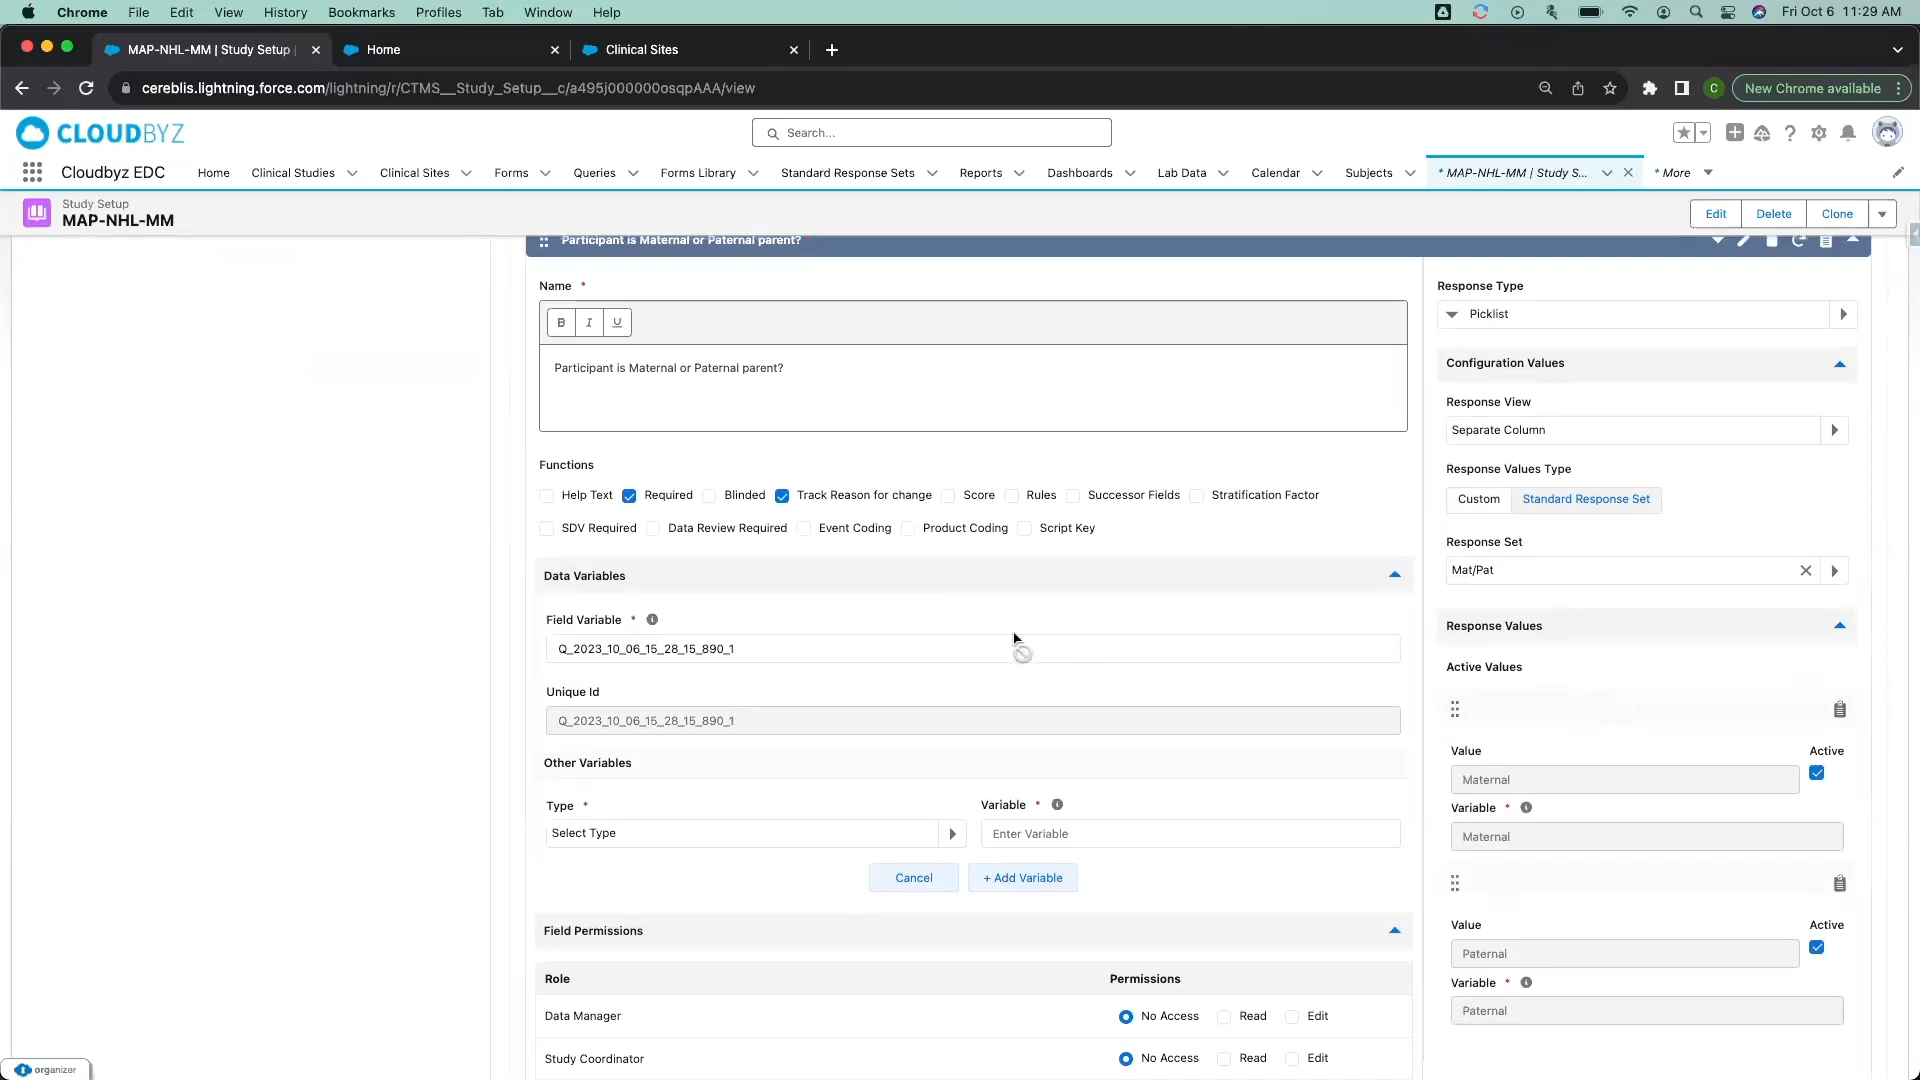 Chrome File Edit View History Bookmarks Profiles Tab Window Help Fri Oct 6 11:29 AM
MAP-NHL-MM | Study Setup | Home Clinical Sites
cereblis.lightning.force.com/lightning/r/CTMS__Study_Setup__c/a495j000000osqpAAA/view C New Chrome available
CLOUDBYZ Search...
Cloudbyz EDC Home Clinical Studies Clinical Sites Forms Queries Forms Library Standard Response Sets Reports Dashboards Lab Data Calendar Subjects * MAP-NHL-MM | Study S... * More
Study Setup
MAP-NHL-MM Edit Delete Clone
Participant is Maternal or Paternal parent?
Name *
B I U
Participant is Maternal or Paternal parent?
Functions
Help Text Required Blinded Track Reason for change Score Rules Successor Fields Stratification Factor
SDV Required Data Review Required Event Coding Product Coding Script Key
Data Variables
Field Variable *
Q_2023_10_06_15_28_15_890_1
Unique Id
Q_2023_10_06_15_28_15_890_1
Other Variables
Type * Variable *
Select Type Enter Variable
Cancel + Add Variable
Field Permissions
Role Permissions
Data Manager No Access Read Edit
Study Coordinator No Access Read Edit
Response Type
Picklist
Configuration Values
Response View
Separate Column
Response Values Type
Custom Standard Response Set
Response Set
Mat/Pat
Response Values
Active Values
Value Active
Maternal
Variable *
Maternal
Value Active
Paternal
Variable *
Paternal
organizer